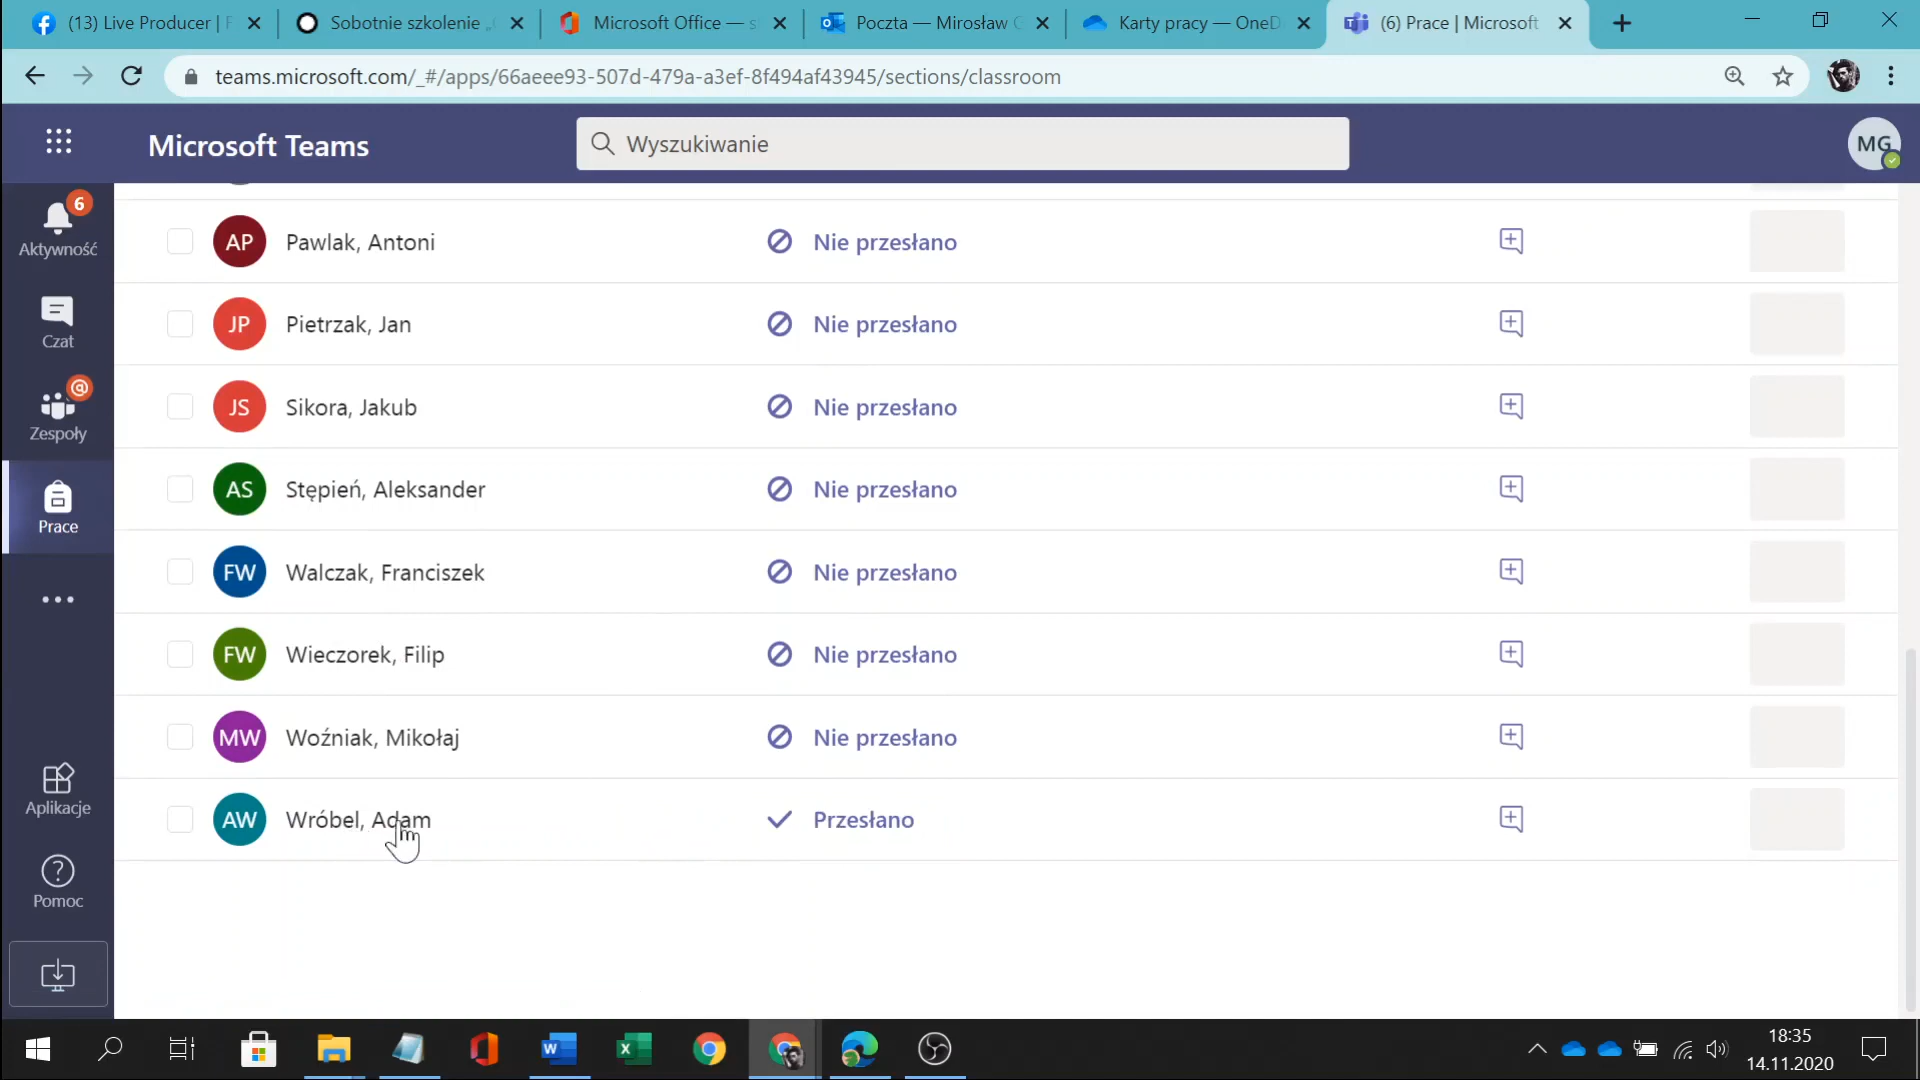 (13) Live Producer | F
Sobotnie szkolenie „
Microsoft Office — s
Poczta — Mirosław G
Karty pracy — OneD
(6) Prace | Microsoft
teams.microsoft.com/_#/apps/66aeee93-507d-479a-a3ef-8f494af43945/sections/classroom
Microsoft Teams
Wyszukiwanie
MG
6
Aktywność
Czat
@
Zespoły
Prace
Aplikacje
Pomoc
AP Pawlak, Antoni Nie przesłano
JP Pietrzak, Jan Nie przesłano
JS Sikora, Jakub Nie przesłano
AS Stępień, Aleksander Nie przesłano
FW Walczak, Franciszek Nie przesłano
FW Wieczorek, Filip Nie przesłano
MW Woźniak, Mikołaj Nie przesłano
AW Wróbel, Adam Przesłano
18:35
14.11.2020